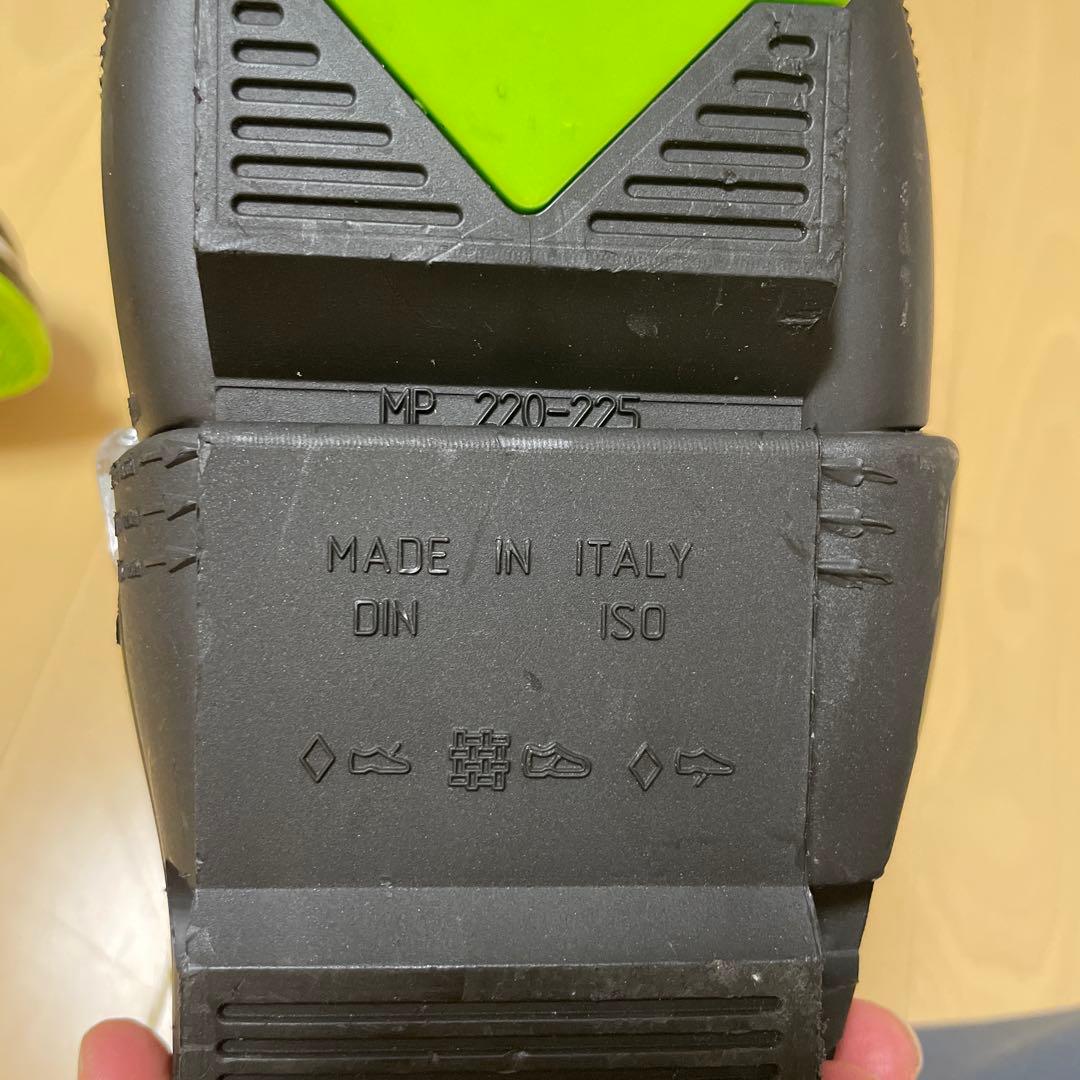 MP 220-225
MADE IN ITALY
DIN ISO